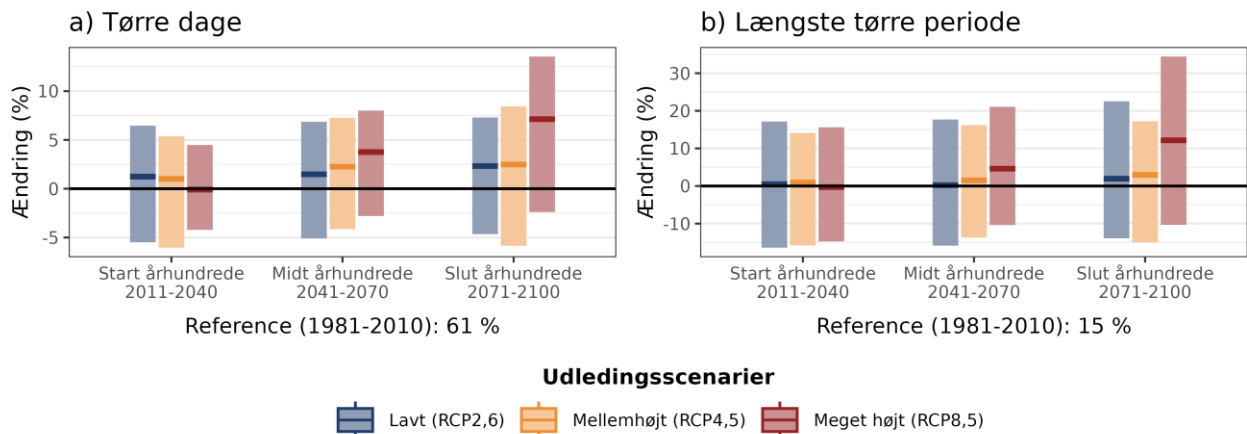 a) Tørre dage
Ændring (%)
10
5
0
-5
Start århundrede
2011-2040
Midt århundrede
2041-2070
Slut århundrede
2071-2100
Reference (1981-2010): 61 %
b) Længste tørre periode
Ændring (%)
30
20
10
0
-10
Start århundrede
2011-2040
Midt århundrede
2041-2070
Slut århundrede
2071-2100
Reference (1981-2010): 15 %
Udledingsscenarier
Lavt (RCP2,6)
Mellemhøjt (RCP4,5)
Meget højt (RCP8,5)